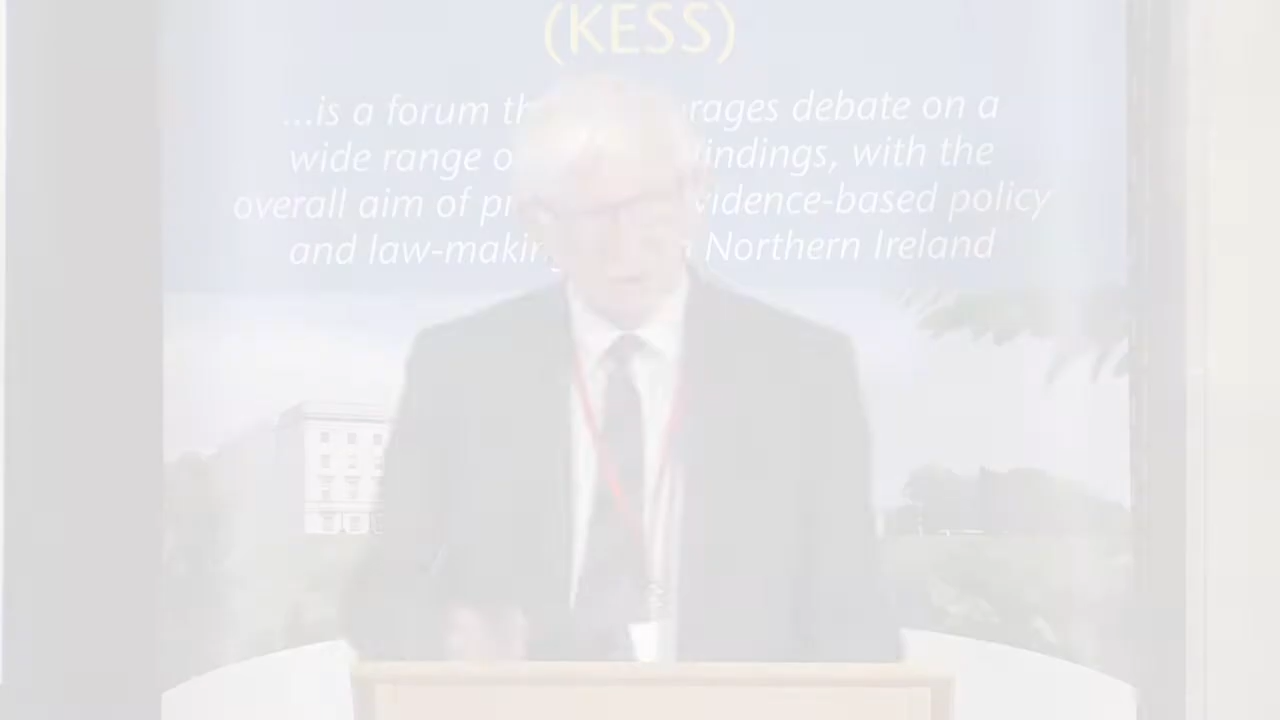 (KESS)
...is a forum th rages debate on a
wide range o indings, with the
overall aim of pr vidence-based policy
and law-making n Northern Ireland